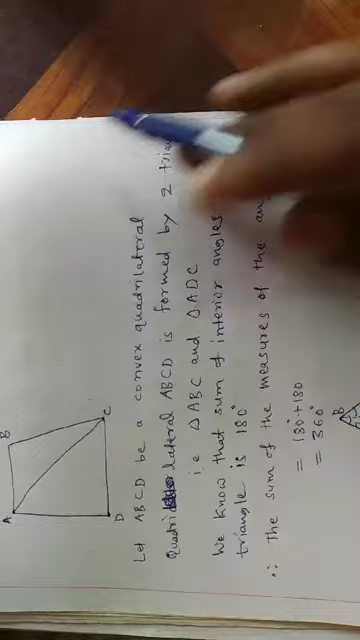 A
B
C
D
Let ABCD be a convex quadrilateral
Quadrilateral ABCD is formed by 2
i.e △ABC and △ADC
We know that sum of interior angles
triangle is 180°
∴ The sum of the measures of the
= 180°+180
= 360°
B